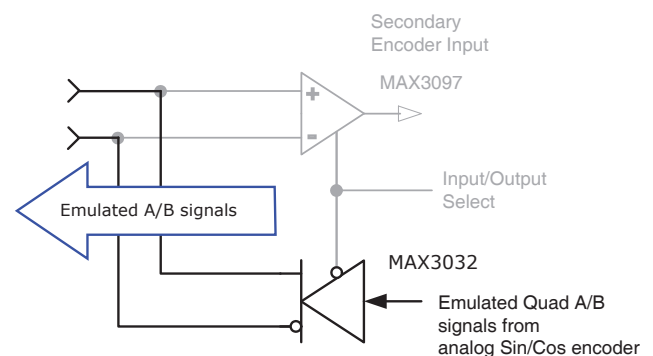 Secondary
Encoder Input
MAX3097
+
-
Input/Output
Select
Emulated A/B signals
MAX3032
Emulated Quad A/B
signals from
analog Sin/Cos encoder